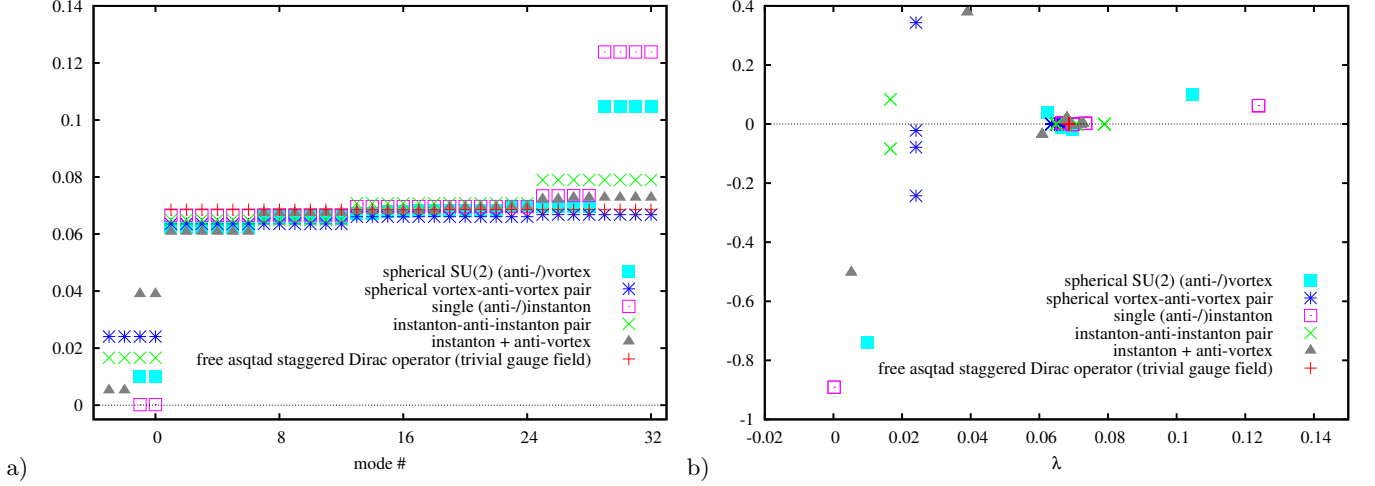 0.14
0.12
0.1
0.08
0.06
0.04
0.02
0
spherical SU(2) (anti-/)vortex
spherical vortex-anti-vortex pair
single (anti-/)instanton
instanton-anti-instanton pair
instanton + anti-vortex
free asqtad staggered Dirac operator (trivial gauge field)
0 8 16 24 32
mode #
a)
0.4
0.2
0
-0.2
-0.4
-0.6
-0.8
-1
spherical SU(2) (anti-/)vortex
spherical vortex-anti-vortex pair
single (anti-/)instanton
instanton-anti-instanton pair
instanton + anti-vortex
free asqtad staggered Dirac operator (trivial gauge field)
-0.02 0 0.02 0.04 0.06 0.08 0.1 0.12 0.14
λ
b)